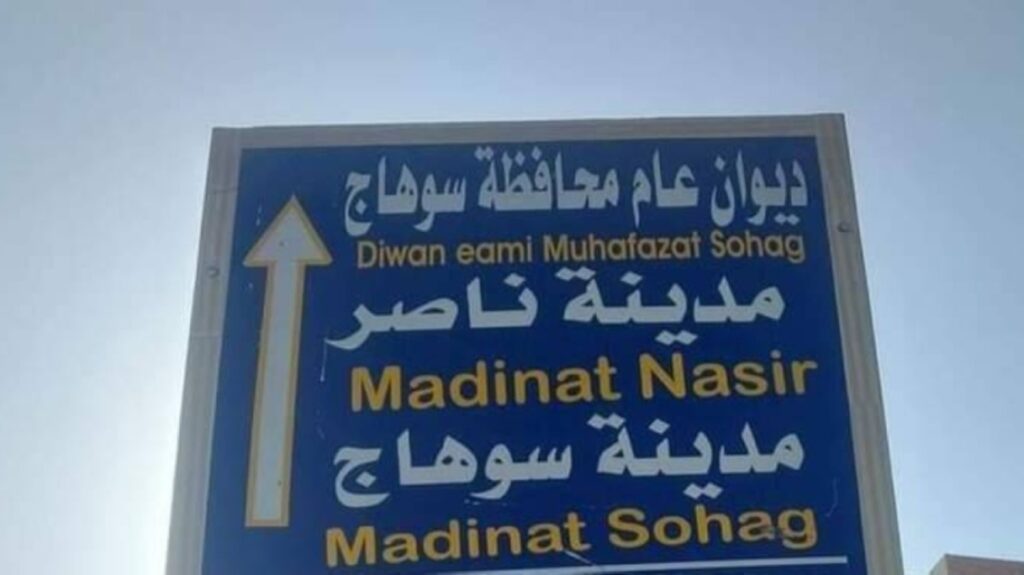 ديوان عام محافظة سوهاج
Diwan eami Muhafazat Sohag
مدينة ناصر
Madinat Nasir
مدينة سوهاج
Madinat Sohag